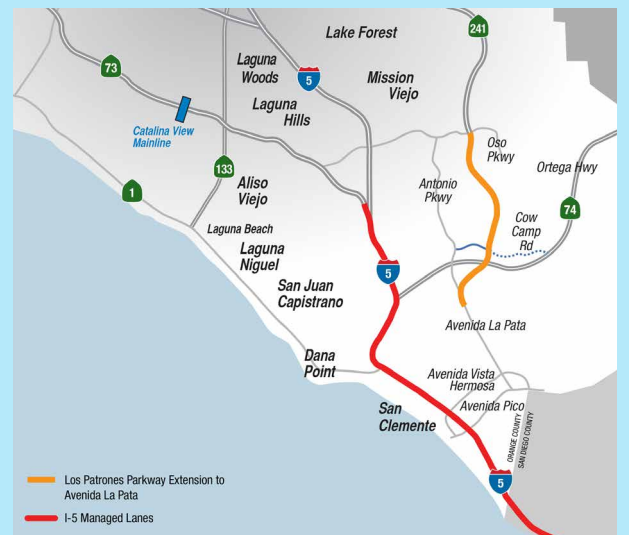 Lake Forest
241
73
Laguna
Woods
5
Mission
Viejo
Laguna
Hills
Catalina View
Mainline
Oso
Pkwy
Ortega Hwy
133
Aliso
Viejo
Antonio
Pkwy
1
74
Cow
Camp
Rd
Laguna Beach
Laguna
Niguel
5
San Juan
Capistrano
Avenida La Pata
Dana
Point
Avenida Vista
Hermosa
San
Clemente
Avenida Pico
ORANGE COUNTY
SAN DIEGO COUNTY
5
Los Patrones Parkway Extension to
Avenida La Pata
I-5 Managed Lanes